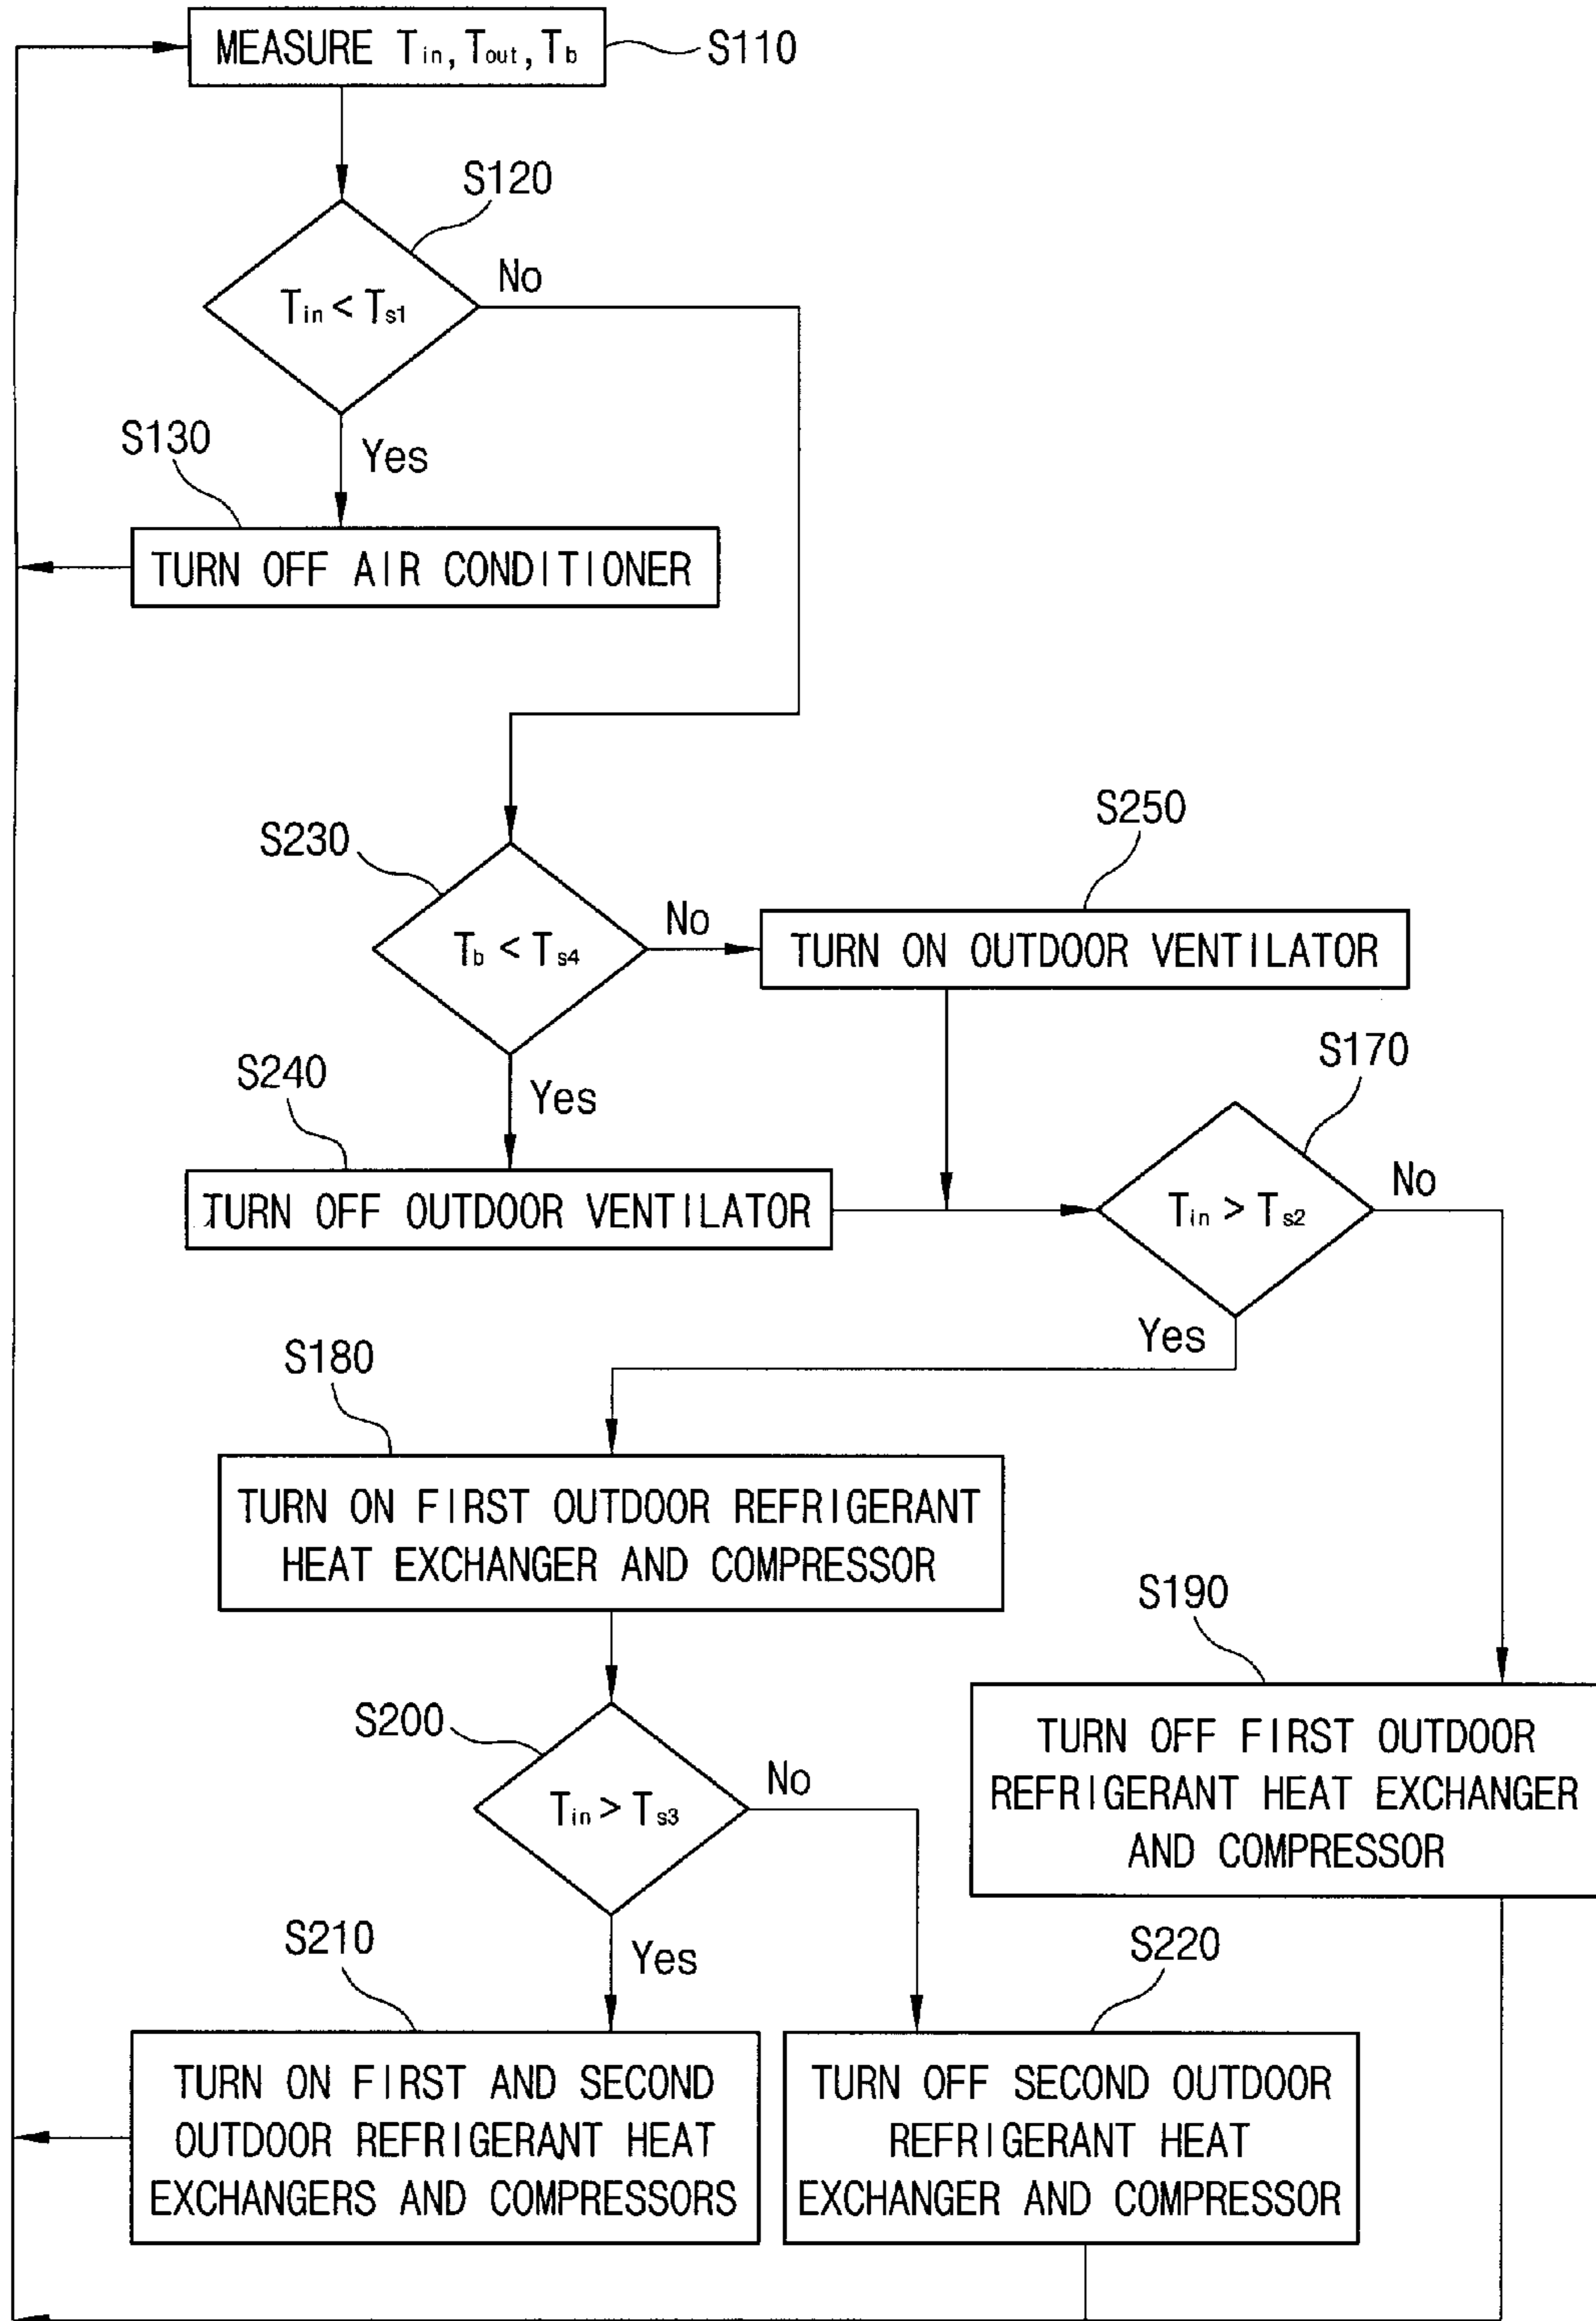 MEASURE Tin, Tout, Tb
S110
S120
Tin < Ts1
No
Yes
S130
TURN OFF AIR CONDITIONER
S230
Tb < Ts4
No
S250
TURN ON OUTDOOR VENTILATOR
Yes
S240
TURN OFF OUTDOOR VENTILATOR
S170
Tin > Ts2
No
Yes
S180
TURN ON FIRST OUTDOOR REFRIGERANT
HEAT EXCHANGER AND COMPRESSOR
S190
TURN OFF FIRST OUTDOOR
REFRIGERANT HEAT EXCHANGER
AND COMPRESSOR
S200
Tin > Ts3
No
Yes
S210
TURN ON FIRST AND SECOND
OUTDOOR REFRIGERANT HEAT
EXCHANGERS AND COMPRESSORS
S220
TURN OFF SECOND OUTDOOR
REFRIGERANT HEAT
EXCHANGER AND COMPRESSOR